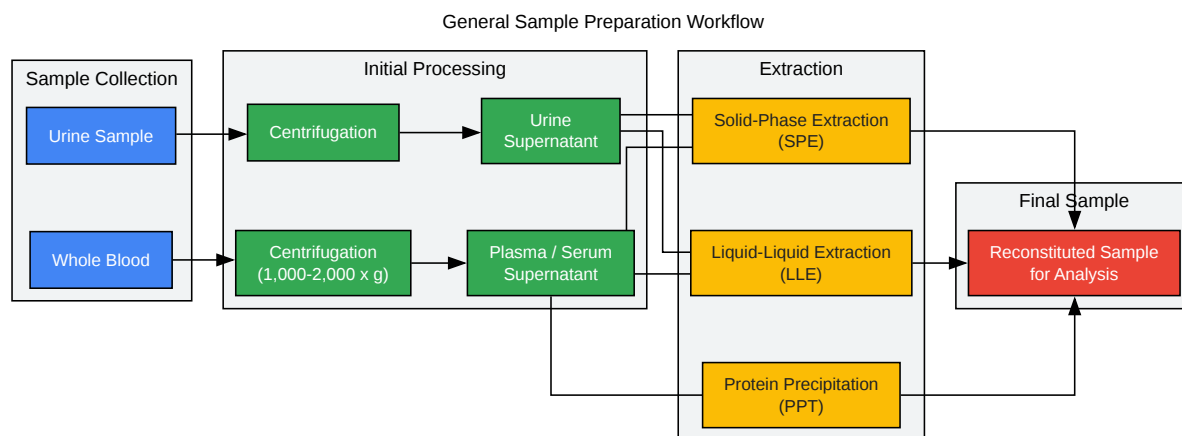 General Sample Preparation Workflow
Sample Collection
Urine Sample
Whole Blood
Initial Processing
Centrifugation
Urine
Supernatant
Centrifugation
(1,000-2,000 x g)
Plasma / Serum
Supernatant
Extraction
Solid-Phase Extraction
(SPE)
Liquid-Liquid Extraction
(LLE)
Protein Precipitation
(PPT)
Final Sample
Reconstituted Sample
for Analysis